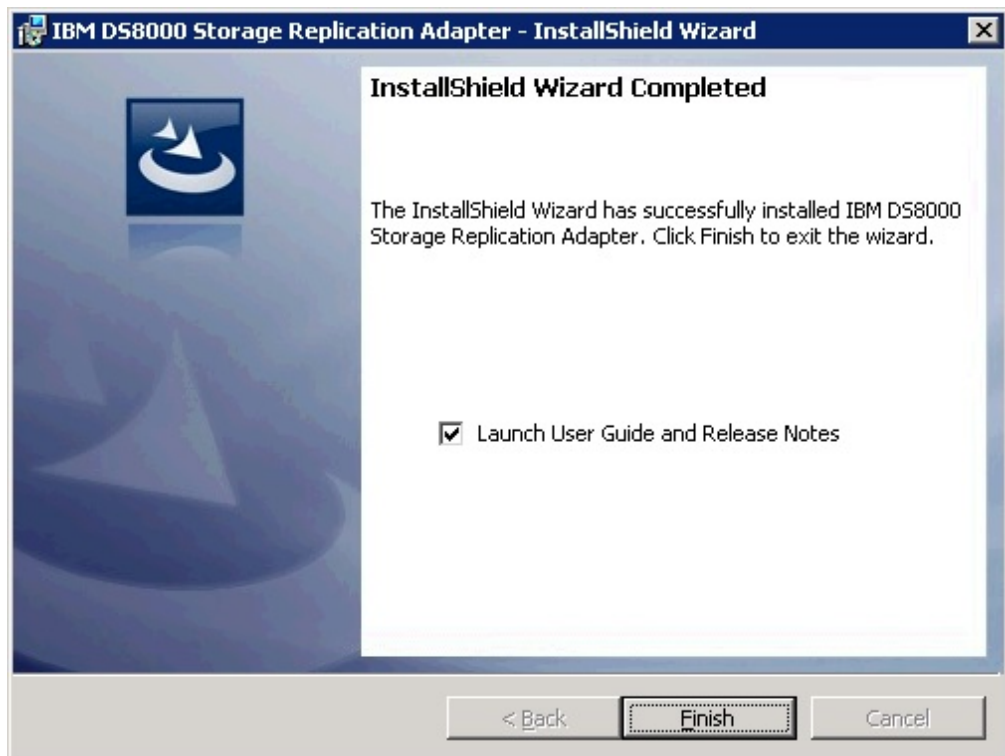 IBM DS8000 Storage Replication Adapter - InstallShield Wizard
InstallShield Wizard Completed
The InstallShield Wizard has successfully installed IBM DS8000
Storage Replication Adapter. Click Finish to exit the wizard.
Launch User Guide and Release Notes
< Back
Finish
Cancel